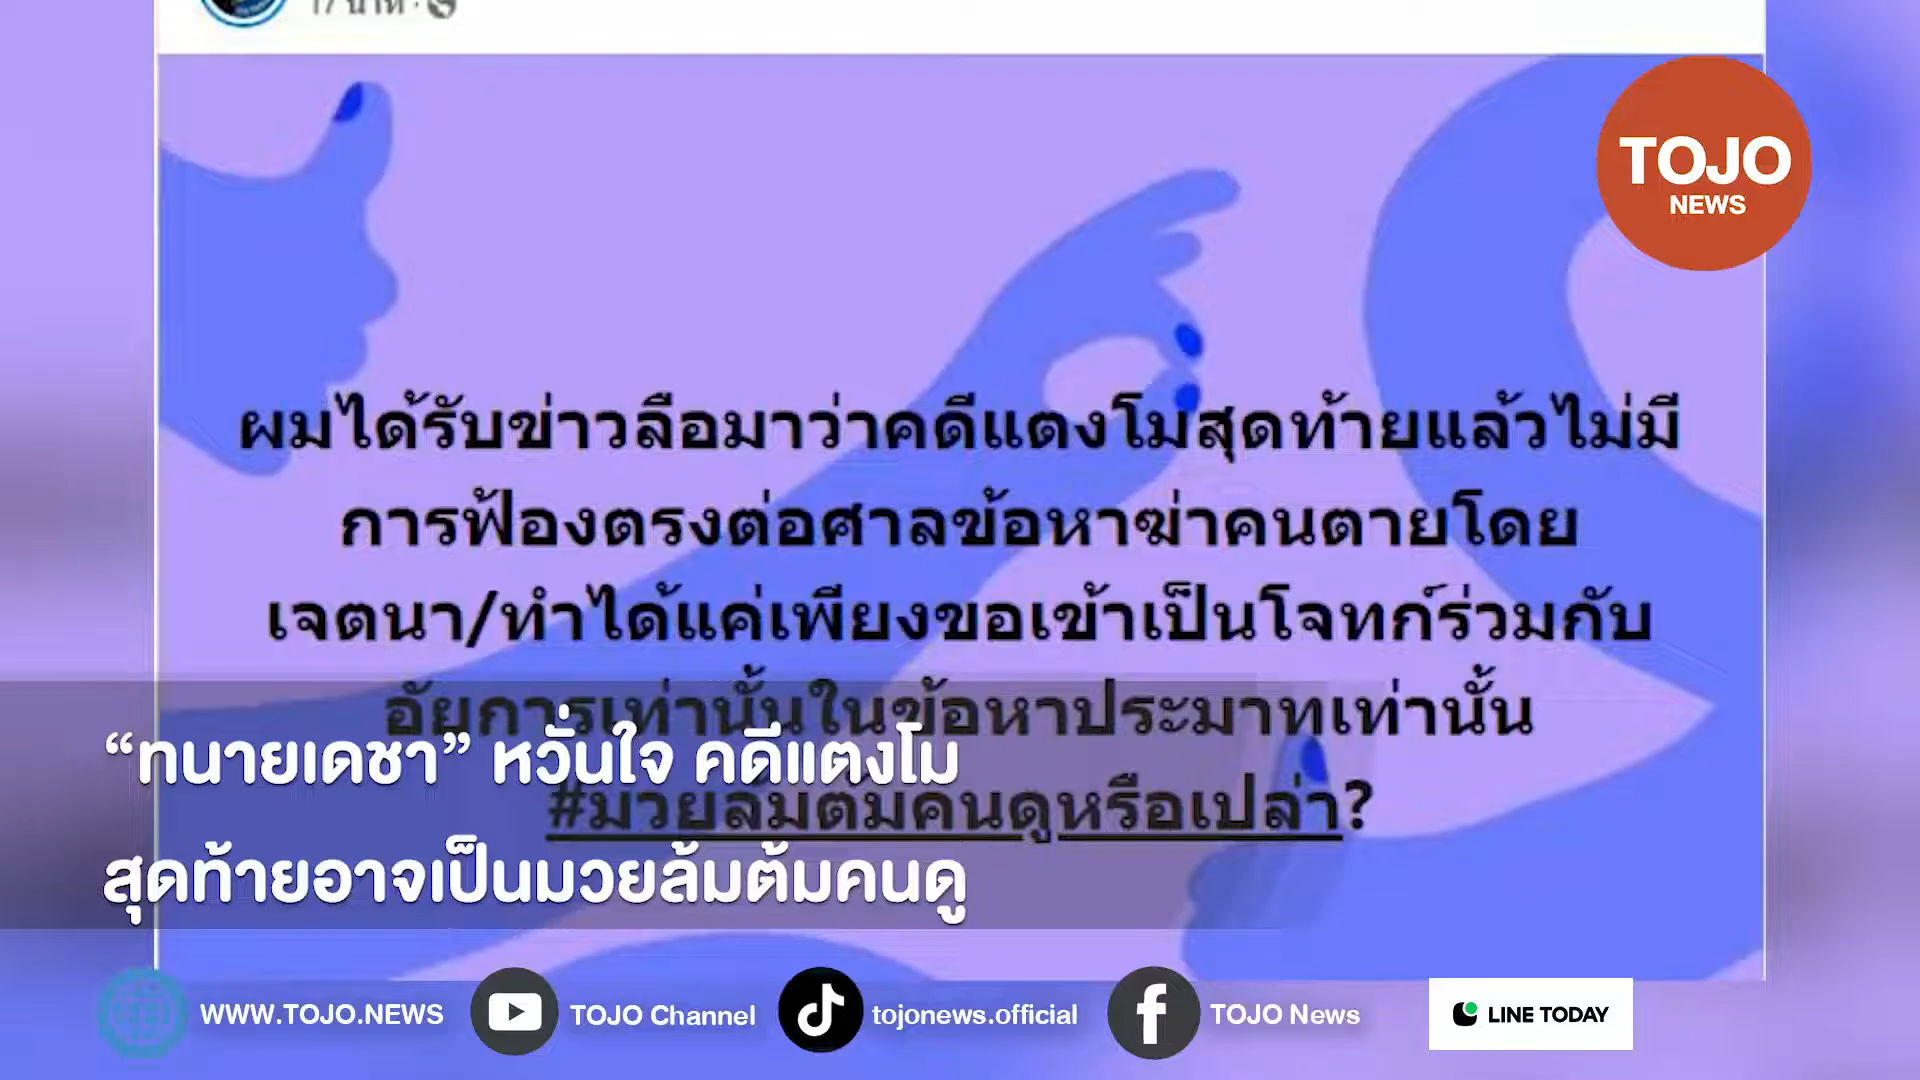 17 นาที ·
TOJO
NEWS
ผมได้รับข่าวลือมาว่าคดีแตงโมสุดท้ายแล้วไม่มี
การฟ้องตรงต่อศาลข้อหาฆ่าคนตายโดย
เจตนา/ทำได้แค่เพียงขอเข้าเป็นโจทก์ร่วมกับ
อัยการเท่านั้นในข้อหาประมาทเท่านั้น
#มวยล้มต้มคนดูหรือเปล่า?
“ทนายเดชา” หวั่นใจ คดีแตงโม
สุดท้ายอาจเป็นมวยล้มต้มคนดู
WWW.TOJO.NEWS
TOJO Channel
tojonews.official
TOJO News
LINE TODAY